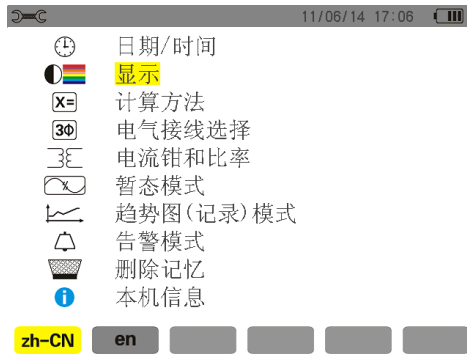 11/06/14 17:06
日期/时间
显示
X= 计算方法
3Φ 电气接线选择
电流钳和比率
暂态模式
趋势图(记录)模式
告警模式
删除记忆
本机信息
zh-CN en